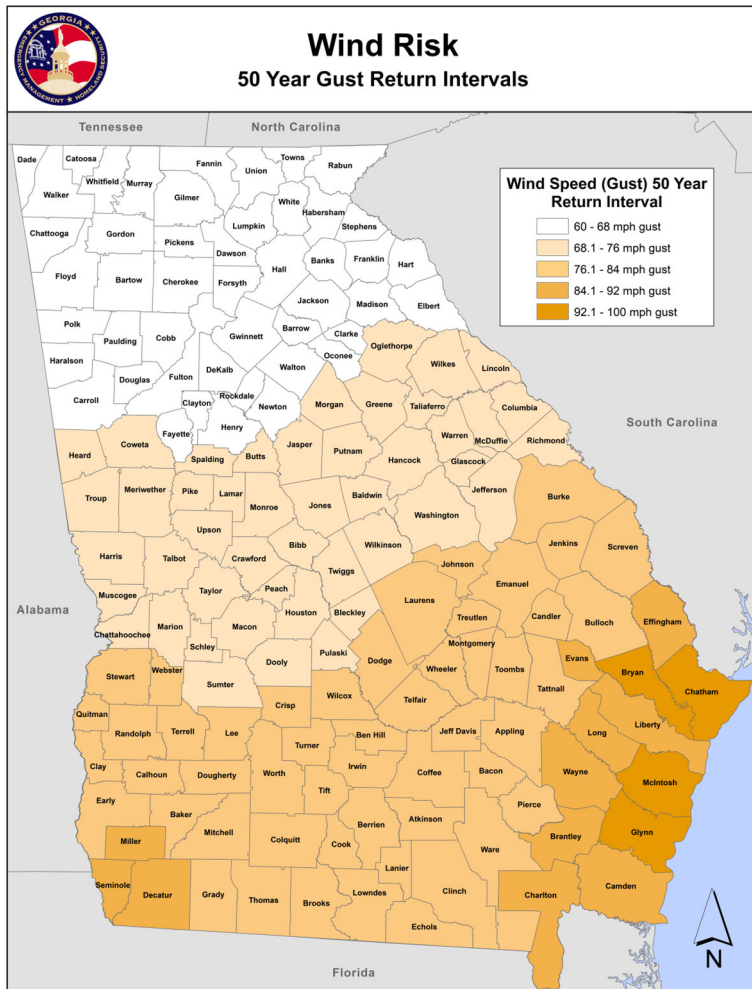 GEORGIA
EMERGENCY MANAGEMENT ★ HOMELAND SECURITY
Wind Risk
50 Year Gust Return Intervals
Tennessee
North Carolina
Wind Speed (Gust) 50 Year
Return Interval
60 - 68 mph gust
68.1 - 76 mph gust
76.1 - 84 mph gust
84.1 - 92 mph gust
92.1 - 100 mph gust
Dade
Catoosa
Whitfield
Murray
Fannin
Union
Towns
Rabun
Walker
Gilmer
White
Habersham
Lumpkin
Stephens
Chattooga
Gordon
Pickens
Dawson
Banks
Franklin
Hart
Hall
Floyd
Bartow
Cherokee
Forsyth
Jackson
Madison
Elbert
Polk
Paulding
Cobb
Gwinnett
Barrow
Clarke
Oconee
Oglethorpe
Haralson
Douglas
Fulton
DeKalb
Walton
Wilkes
Lincoln
Carroll
Clayton
Rockdale
Newton
Morgan
Greene
Taliaferro
Columbia
South Carolina
Fayette
Henry
Warren
McDuffie
Richmond
Heard
Coweta
Spalding
Butts
Jasper
Putnam
Hancock
Glascock
Troup
Meriwether
Pike
Lamar
Monroe
Jones
Baldwin
Jefferson
Burke
Upson
Washington
Harris
Talbot
Crawford
Bibb
Wilkinson
Jenkins
Screven
Johnson
Emanuel
Muscogee
Taylor
Peach
Twiggs
Alabama
Chattahoochee
Marion
Macon
Houston
Bleckley
Laurens
Treutlen
Candler
Bulloch
Effingham
Schley
Dooly
Pulaski
Dodge
Montgomery
Wheeler
Toombs
Evans
Bryan
Stewart
Webster
Sumter
Tattnall
Chatham
Crisp
Wilcox
Telfair
Quitman
Randolph
Terrell
Lee
Turner
Ben Hill
Jeff Davis
Appling
Long
Liberty
Clay
Calhoun
Dougherty
Worth
Irwin
Coffee
Bacon
Wayne
McIntosh
Early
Baker
Tift
Pierce
Miller
Mitchell
Colquitt
Cook
Berrien
Atkinson
Ware
Brantley
Glynn
Seminole
Decatur
Grady
Thomas
Brooks
Lanier
Lowndes
Clinch
Charlton
Camden
Echols
Florida
N